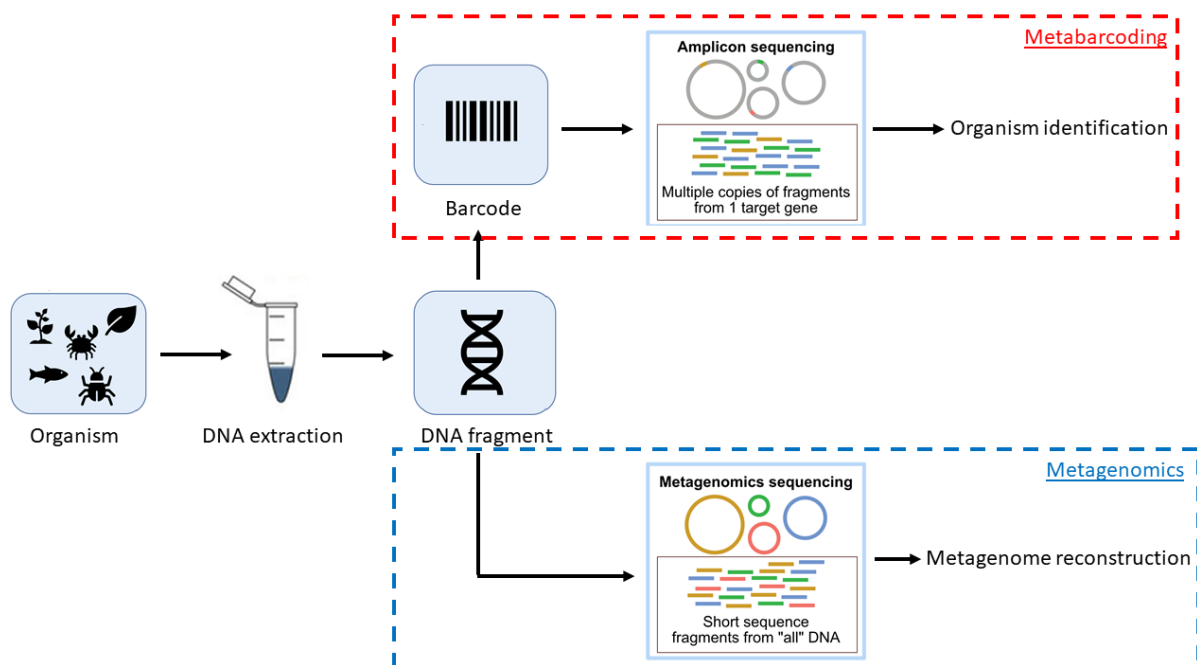 Metabarcoding
Amplicon sequencing
Multiple copies of fragments
from 1 target gene
Organism identification
Barcode
Organism
DNA extraction
DNA fragment
Metagenomics
Metagenomics sequencing
Short sequence
fragments from "all" DNA
Metagenome reconstruction